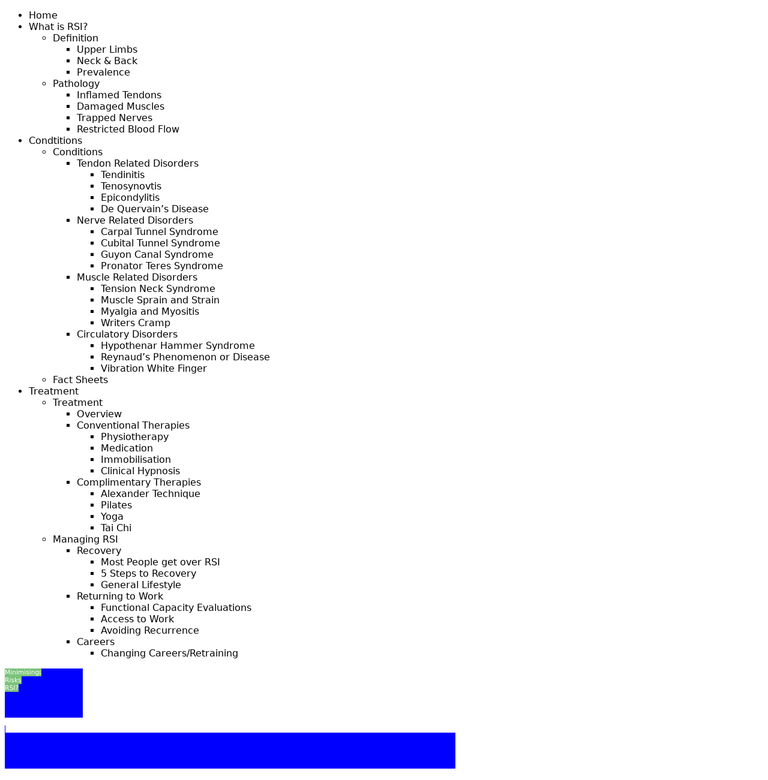 Home
What is RSI?
Definition
Upper Limbs
Neck & Back
Prevalence
Pathology
Inflamed Tendons
Damaged Muscles
Trapped Nerves
Restricted Blood Flow
Condtitions
Conditions
Tendon Related Disorders
Tendinitis
Tenosynovtis
Epicondylitis
De Quervain’s Disease
Nerve Related Disorders
Carpal Tunnel Syndrome
Cubital Tunnel Syndrome
Guyon Canal Syndrome
Pronator Teres Syndrome
Muscle Related Disorders
Tension Neck Syndrome
Muscle Sprain and Strain
Myalgia and Myositis
Writers Cramp
Circulatory Disorders
Hypothenar Hammer Syndrome
Reynaud’s Phenomenon or Disease
Vibration White Finger
Fact Sheets
Treatment
Treatment
Overview
Conventional Therapies
Physiotherapy
Medication
Immobilisation
Clinical Hypnosis
Complimentary Therapies
Alexander Technique
Pilates
Yoga
Tai Chi
Managing RSI
Recovery
Most People get over RSI
5 Steps to Recovery
General Lifestyle
Returning to Work
Functional Capacity Evaluations
Access to Work
Avoiding Recurrence
Careers
Changing Careers/Retraining
Minimising
Risks
RSI?